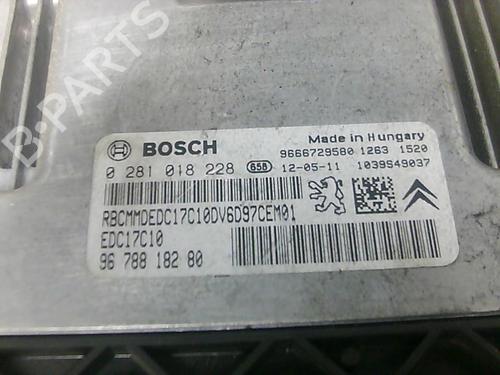 B-PARTS
BOSCH
Made in Hungary
9666729580 1263 1520
0 281 018 228 658 12-05-11 1039S49037
RBCMMDEDC17C10DV6D97CEM01
EDC17C10
96 788 182 80